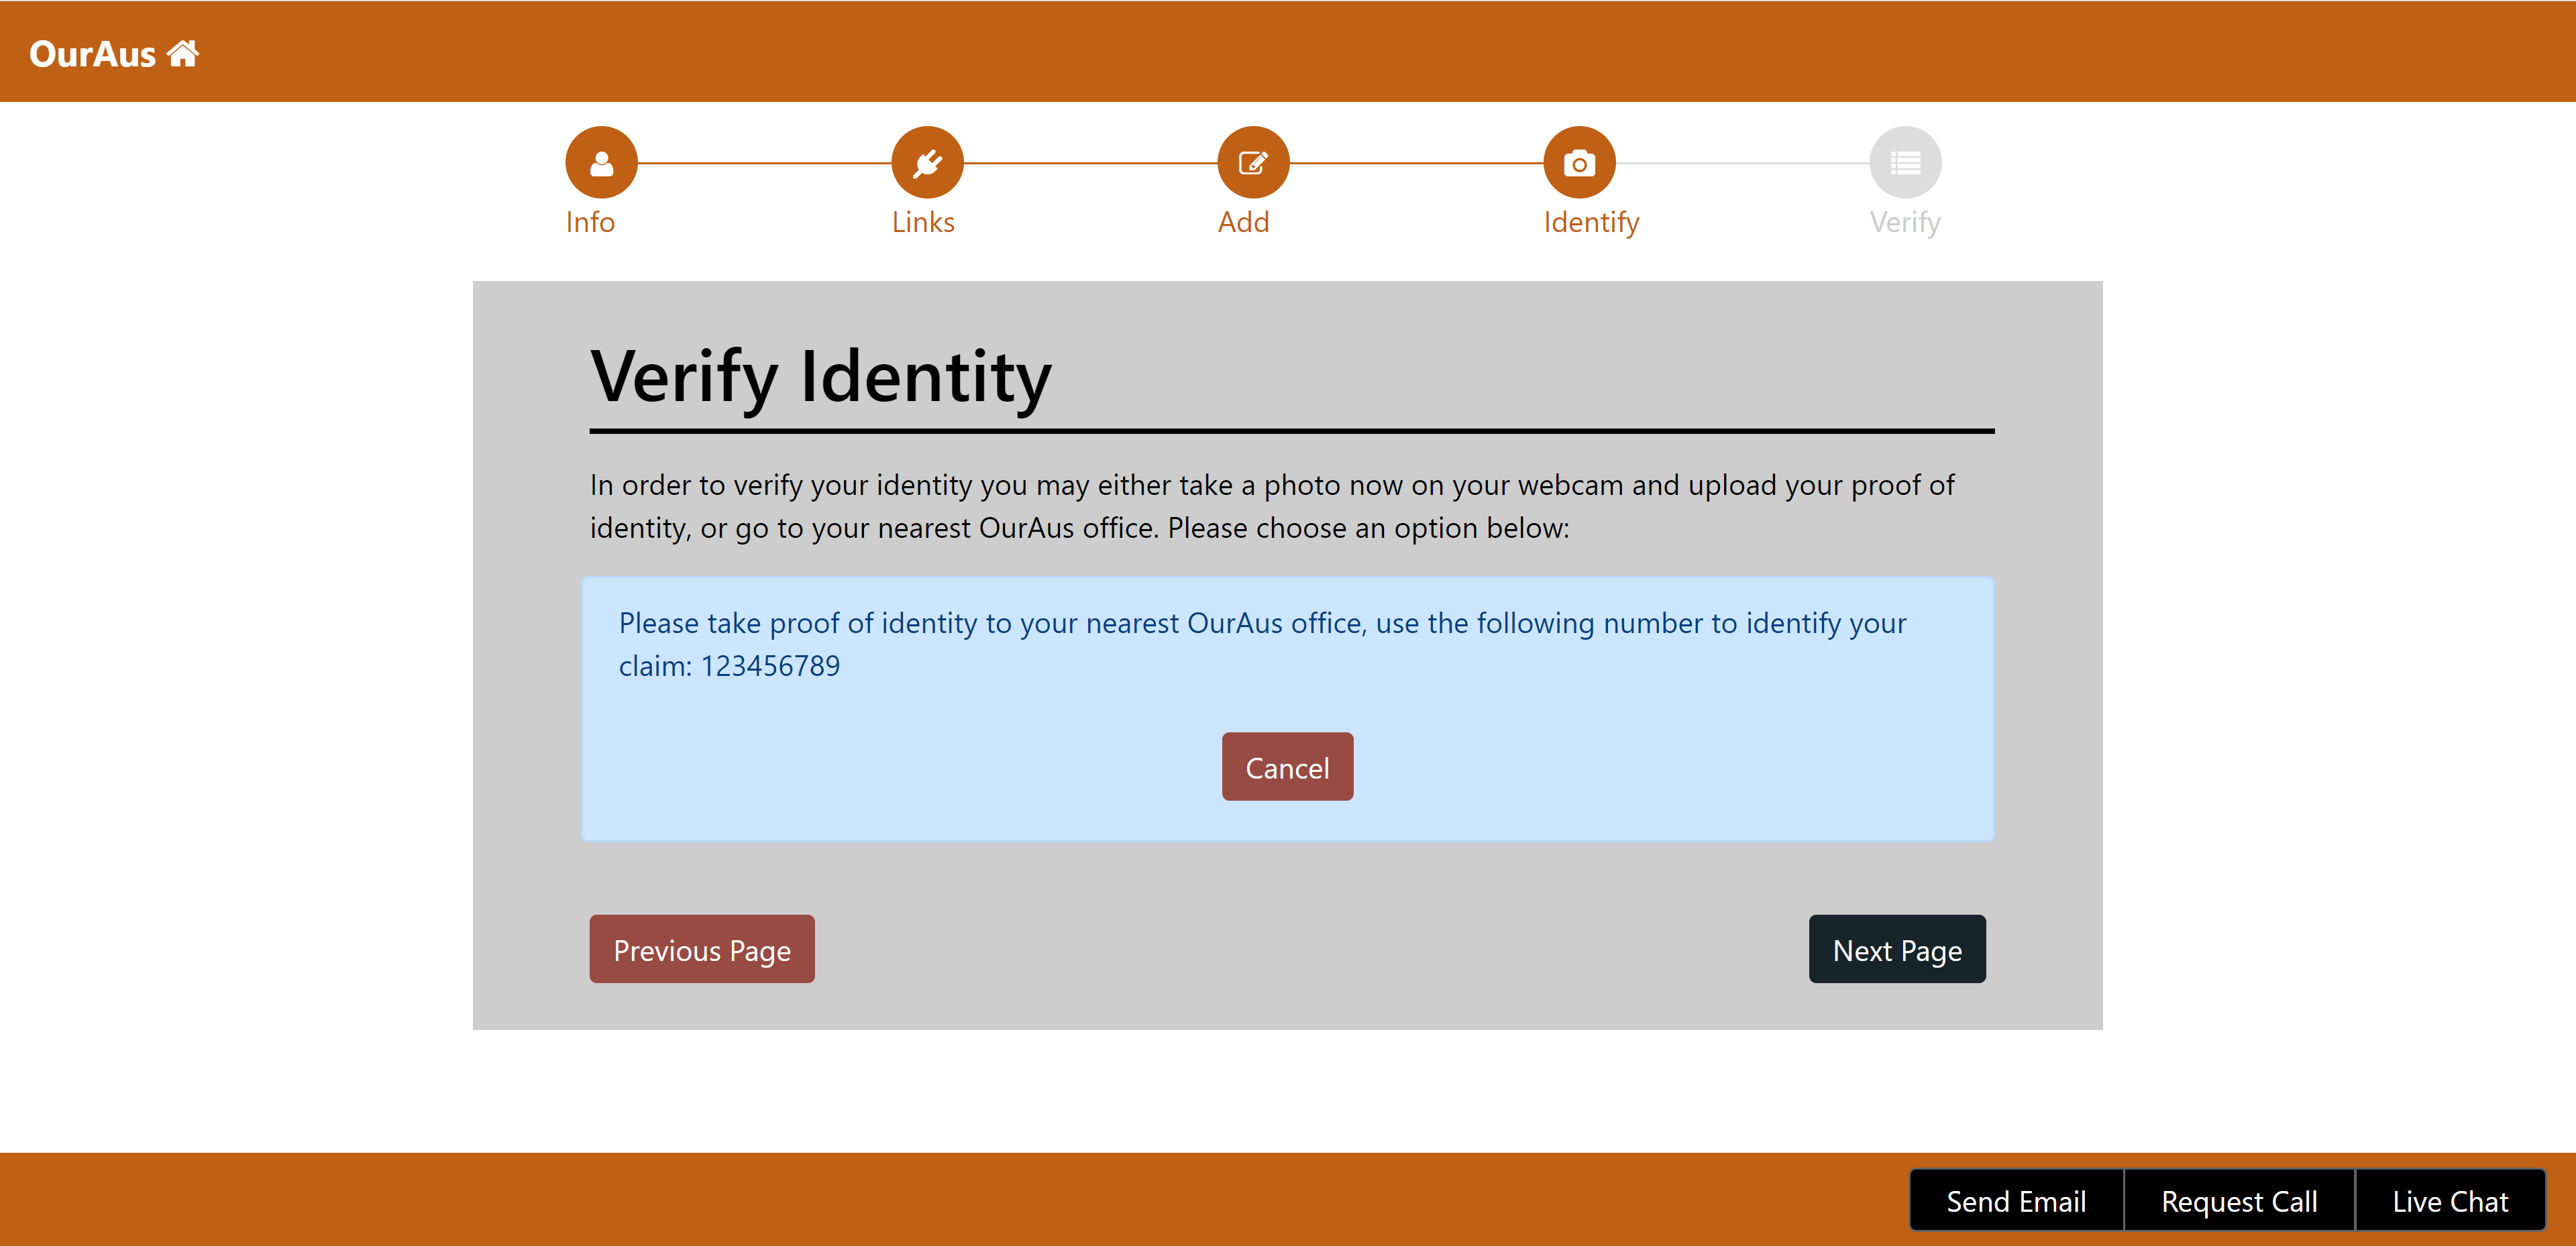 OurAus
Info
Links
Add
Identify
Verify
Verify Identity
In order to verify your identity you may either take a photo now on your webcam and upload your proof of
identity, or go to your nearest OurAus office. Please choose an option below:
Please take proof of identity to your nearest OurAus office, use the following number to identify your
claim: 123456789
Cancel
Previous Page
Next Page
Send Email
Request Call
Live Chat